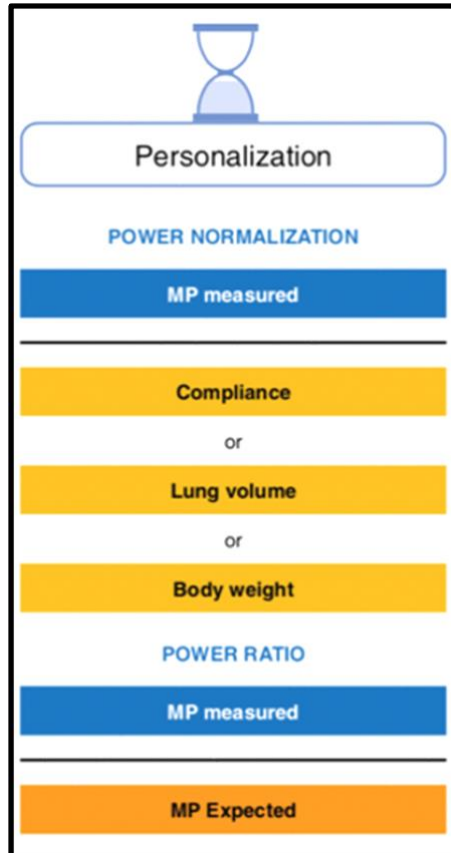 Personalization
POWER NORMALIZATION
MP measured
Compliance
or
Lung volume
or
Body weight
POWER RATIO
MP measured
MP Expected